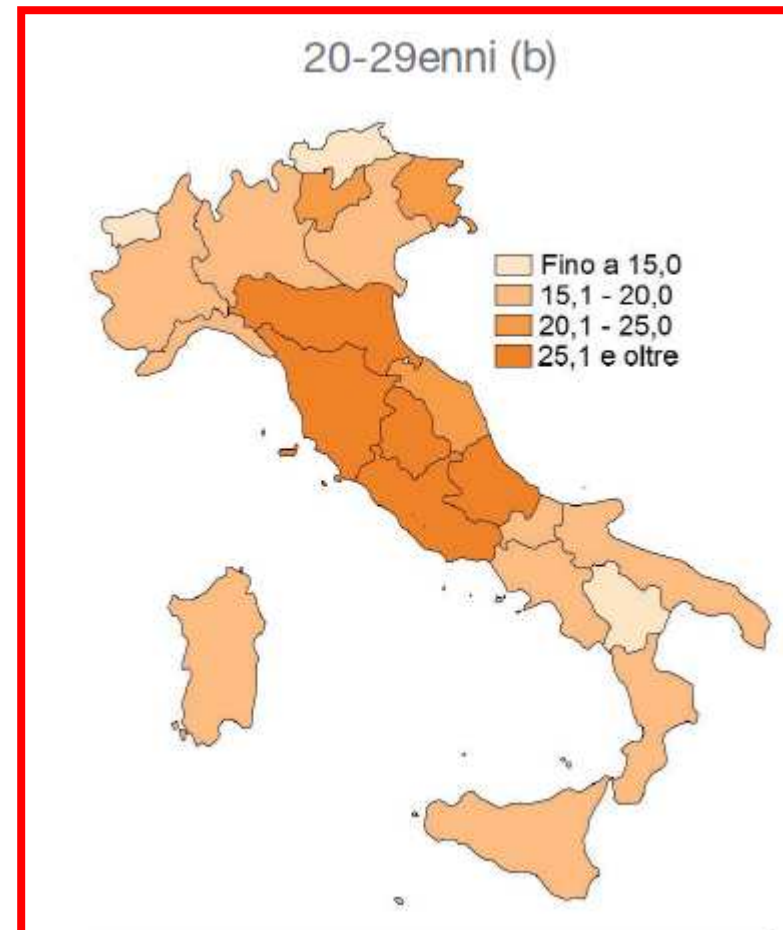 20-29enni (b)
Fino a 15,0
15,1 - 20,0
20,1 - 25,0
25,1 e oltre